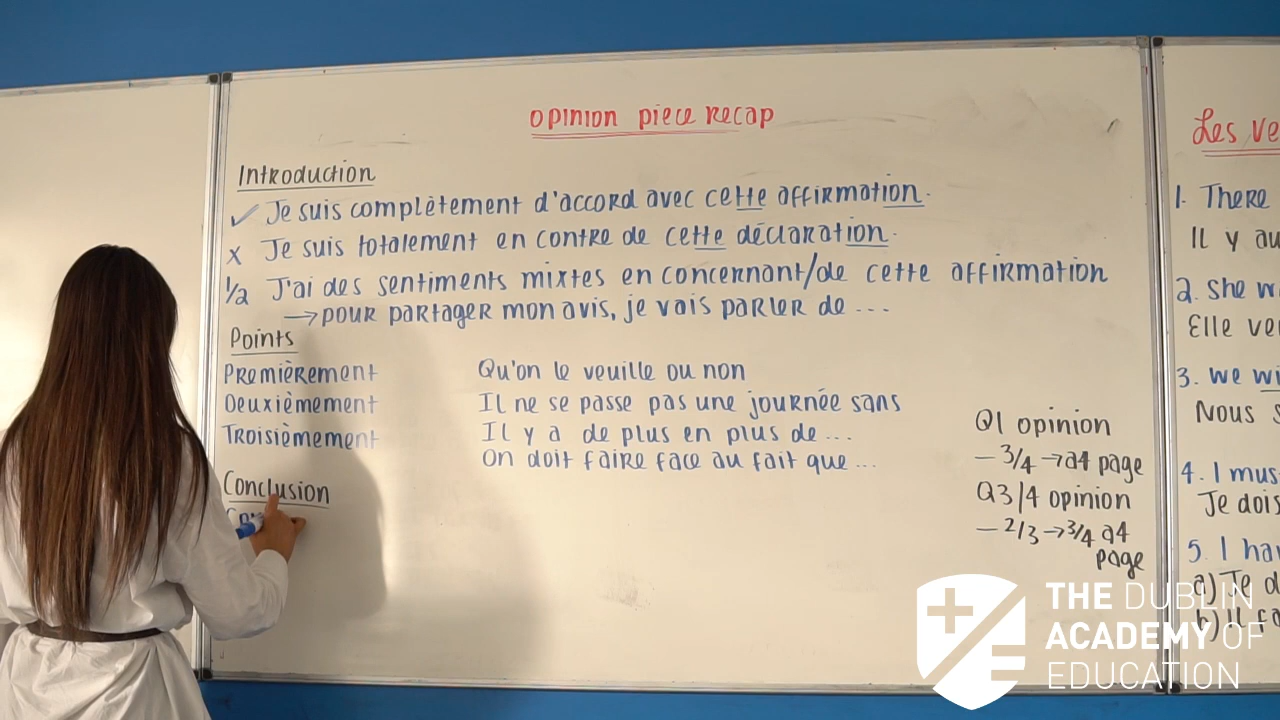 opinion piece recap
Introduction
✓ Je suis complètement d'accord avec cette affirmation.
x Je suis totalement en contre de cette déclaration.
1/2 J'ai des sentiments mixtes en concernant/de cette affirmation
→ pour partager mon avis, je vais parler de ...
Points
Premièrement
Deuxièmement
Troisièmement
Qu'on le veuille ou non
Il ne se passe pas une journée sans
Il y a de plus en plus de...
On doit faire face au fait que...
Conclusion
Q1 opinion
- 3/4 → a4 page
Q3/4 opinion
- 2/3 → 3/4 a4
page
Les
1. There
Il y
2. She
Elle
3. We
Nous
4. I
Je dois
5. I
a) Je
b) Il
THE DUBLIN
ACADEMY OF
EDUCATION